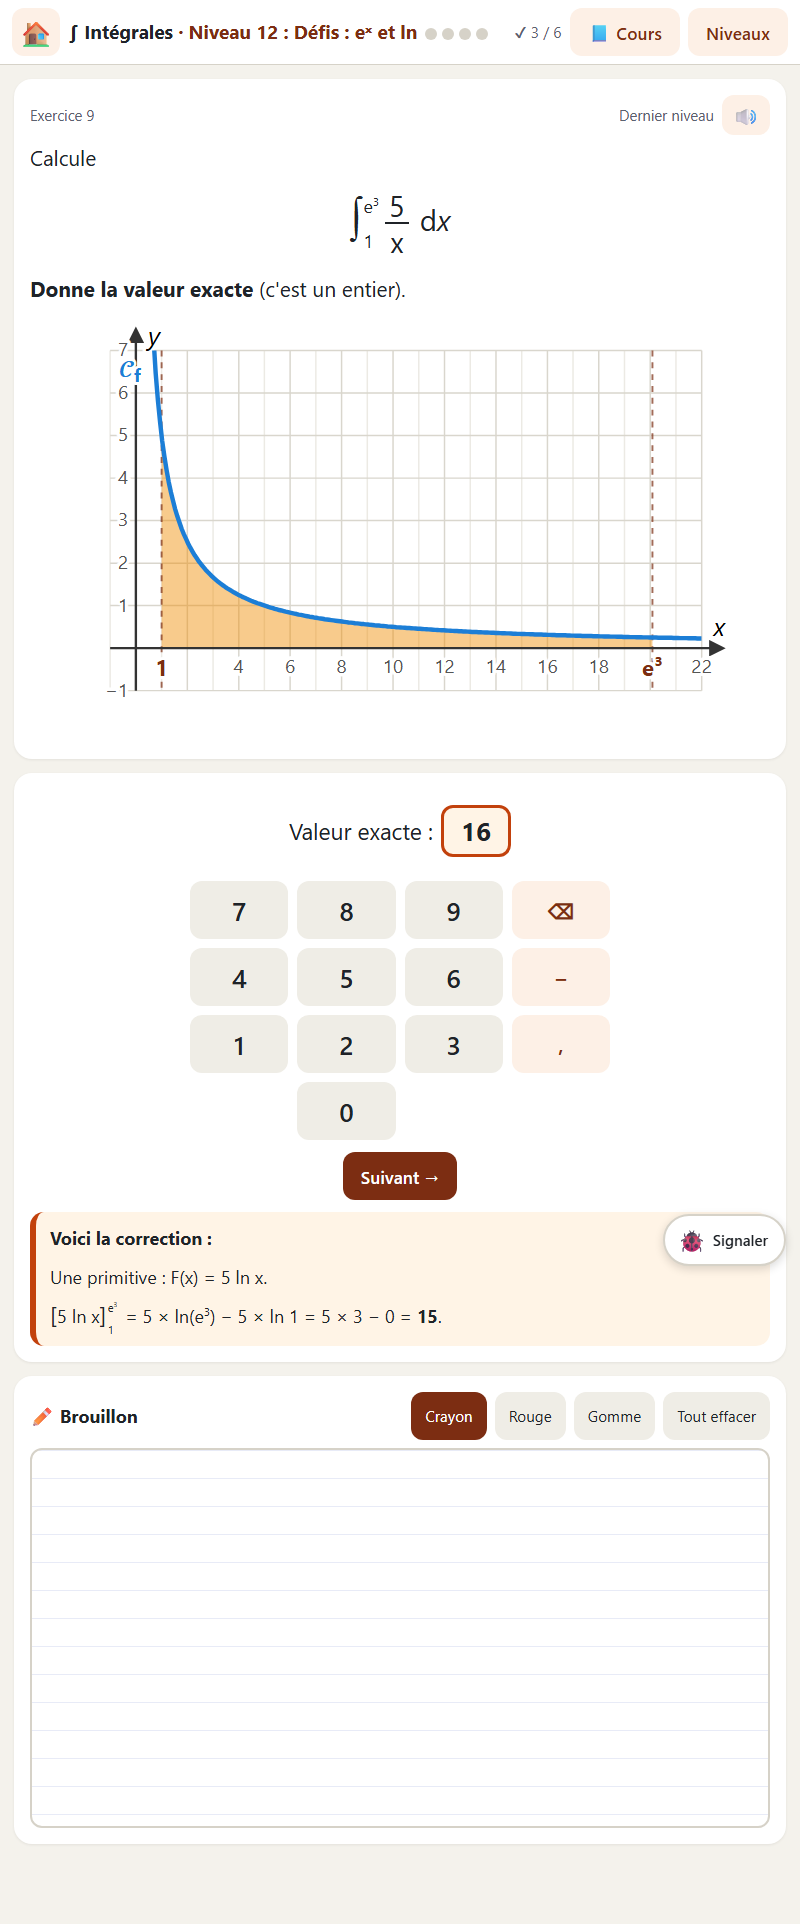 ∫ Intégrales · Niveau 12 : Défis : eˣ et ln ✓ 3 / 6 Cours Niveaux
Exercice 9 Dernier niveau
Calcule
∫₁^{e³} 5/x dx
Donne la valeur exacte (c'est un entier).
y
7
𝒞f
6
5
4
3
2
1
x
1 4 6 8 10 12 14 16 18 e³ 22
−1
Valeur exacte : 16
7 8 9 ⌫
4 5 6 −
1 2 3 ,
0
Suivant →
Voici la correction :
Signaler
Une primitive : F(x) = 5 ln x.
[5 ln x]₁^{e³} = 5 × ln(e³) − 5 × ln 1 = 5 × 3 − 0 = 15.
Brouillon Crayon Rouge Gomme Tout effacer